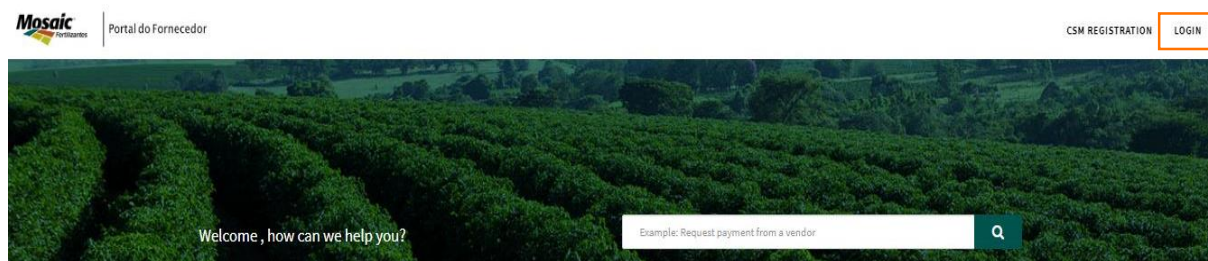 Mosaic
Fertilizantes
Portal do Fornecedor
CSM REGISTRATION
LOGIN
Welcome , how can we help you?
Example: Request payment from a vendor